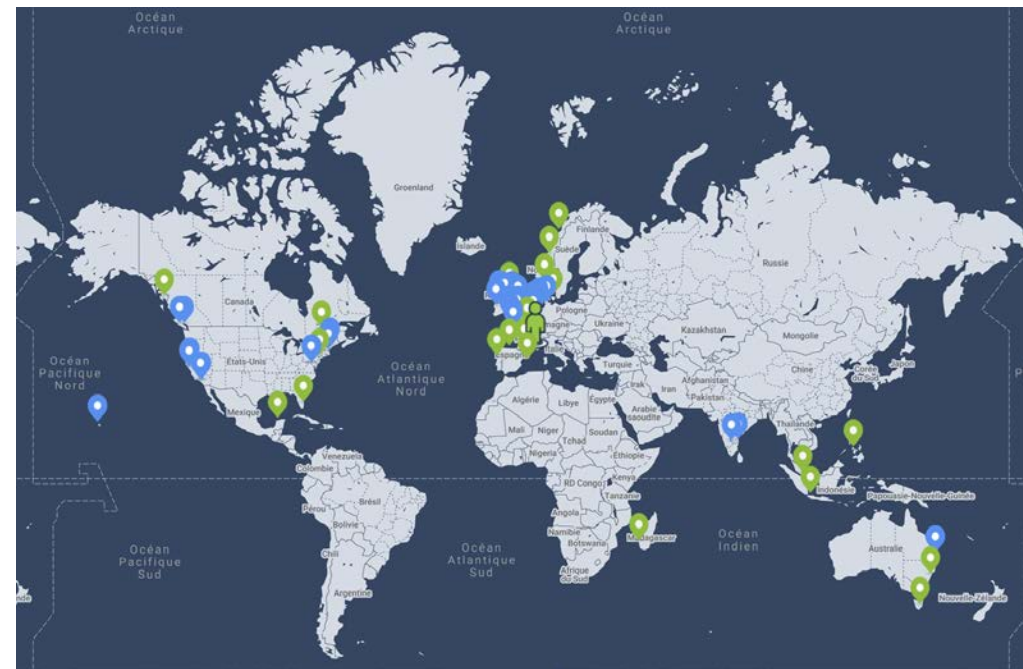 Océan
Arctique
Océan
Arctique
Groenland
Islande
Finlande
Suède
Russie
Canada
Pologne
Ukraine
Kazakhstan
Mongolie
États-Unis
Océan
Pacifique
Nord
Océan
Atlantique
Nord
Espagne
Italie
Turquie
Chine
Corée
du Sud
Japon
Irak
Iran
Afghanistan
Pakistan
Mexique
Algérie
Libye
Égypte
Arabie
saoudite
Mali
Niger
Tchad
Soudan
Thaïlande
Venezuela
Colombie
Nigeria
Éthiopie
RD Congo
Kenya
Tanzanie
Indonésie
Papouasie-Nouvelle-Guinée
Pérou
Brésil
Bolivie
Angola
Namibie
Botswana
Madagascar
Océan
Indien
Australie
Océan
Pacifique
Sud
Chili
Océan
Atlantique
Sud
Afrique
du Sud
Argentine
Nouvelle-Zélande